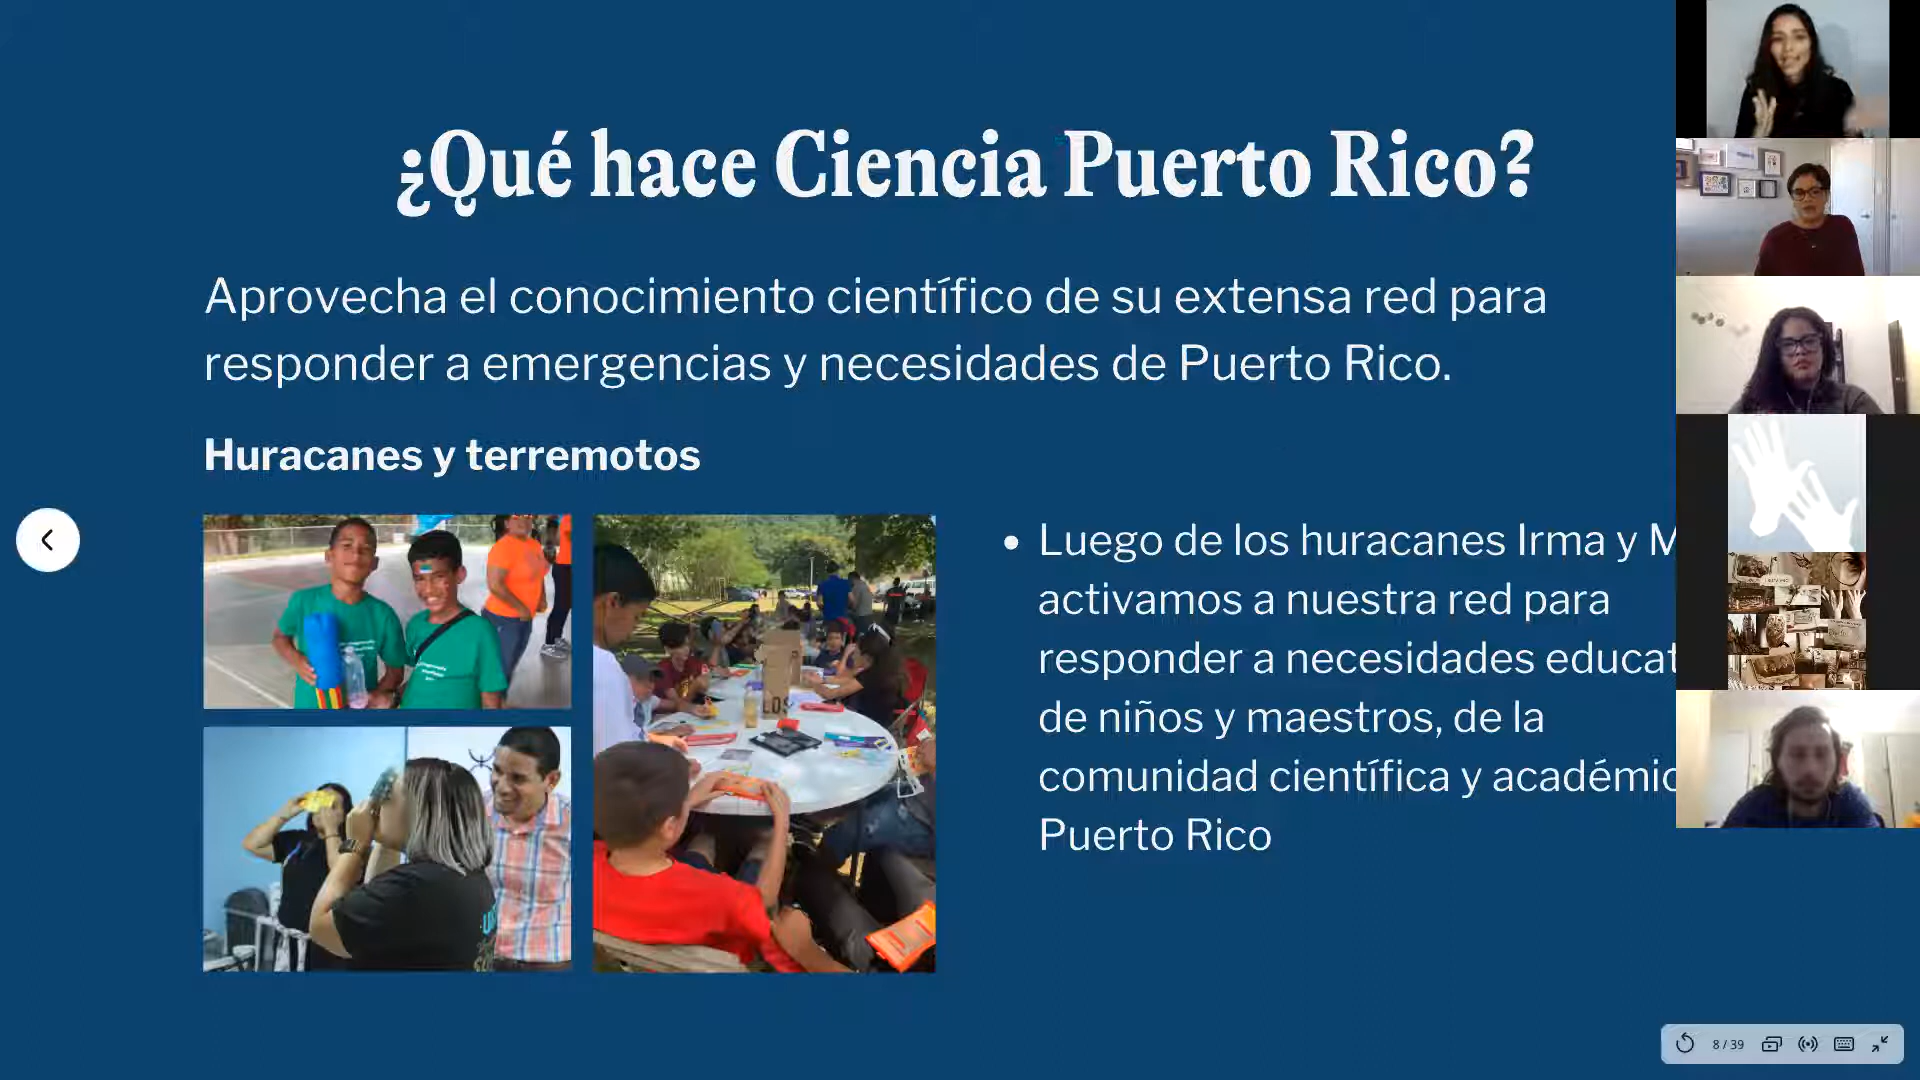 ¿Qué hace Ciencia Puerto Rico?
Aprovecha el conocimiento científico de su extensa red para
responder a emergencias y necesidades de Puerto Rico.
Huracanes y terremotos
• Luego de los huracanes Irma y M
activamos a nuestra red para
responder a necesidades educat
de niños y maestros, de la
comunidad científica y académic
Puerto Rico
8 / 39